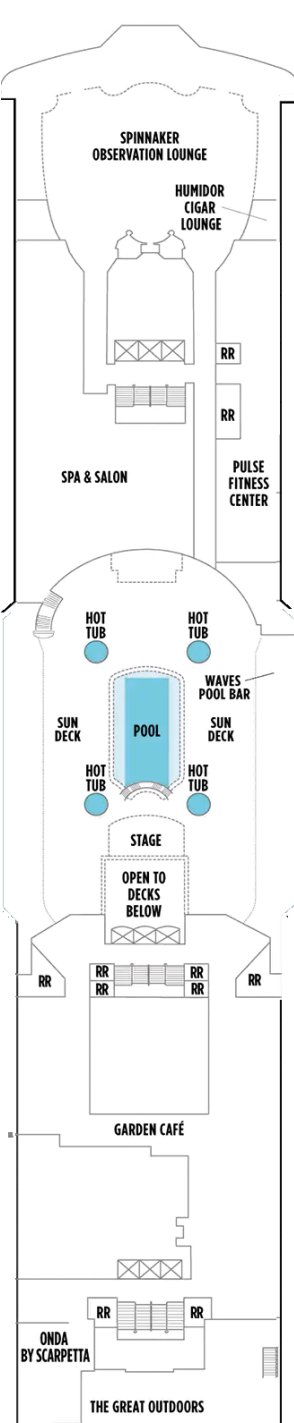 SPINNAKER
OBSERVATION LOUNGE
HUMIDOR
CIGAR
LOUNGE
RR
RR
SPA & SALON
PULSE
FITNESS
CENTER
HOT
TUB
HOT
TUB
WAVES
POOL BAR
SUN
DECK
POOL
SUN
DECK
HOT
TUB
HOT
TUB
STAGE
OPEN TO
DECKS
BELOW
RR
RR
RR
RR
RR
RR
GARDEN CAFÉ
RR
RR
ONDA
BY SCARPETTA
THE GREAT OUTDOORS